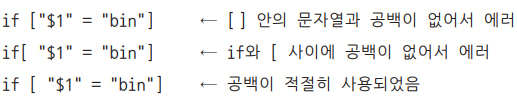 if ["$1" = "bin"] ← [] 안의 문자열과 공백이 없어서 에러
if[ "$1" = "bin"] ← if와 [ 사이에 공백이 없어서 에러
if [ "$1" = "bin"] ← 공백이 적절히 사용되었음